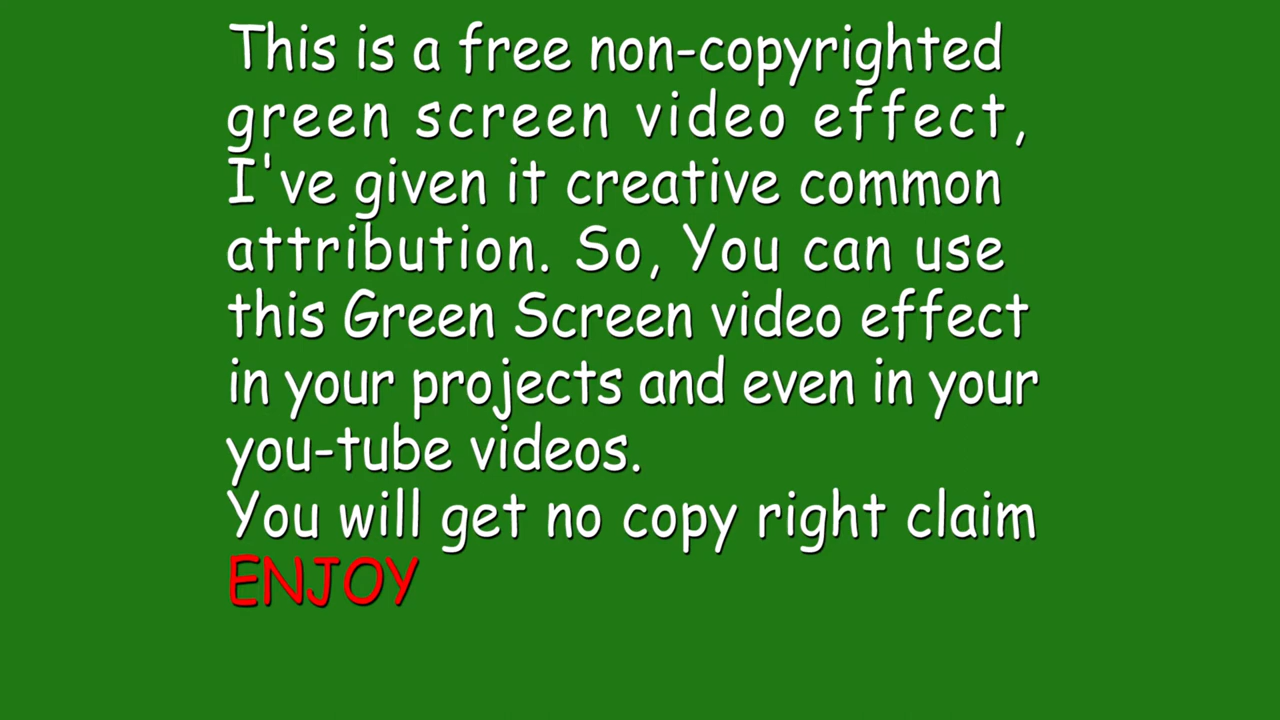 This is a free non-copyrighted
green screen video effect,
I've given it creative common
attribution. So, You can use
this Green Screen video effect
in your projects and even in your
you-tube videos.
You will get no copy right claim
ENJOY